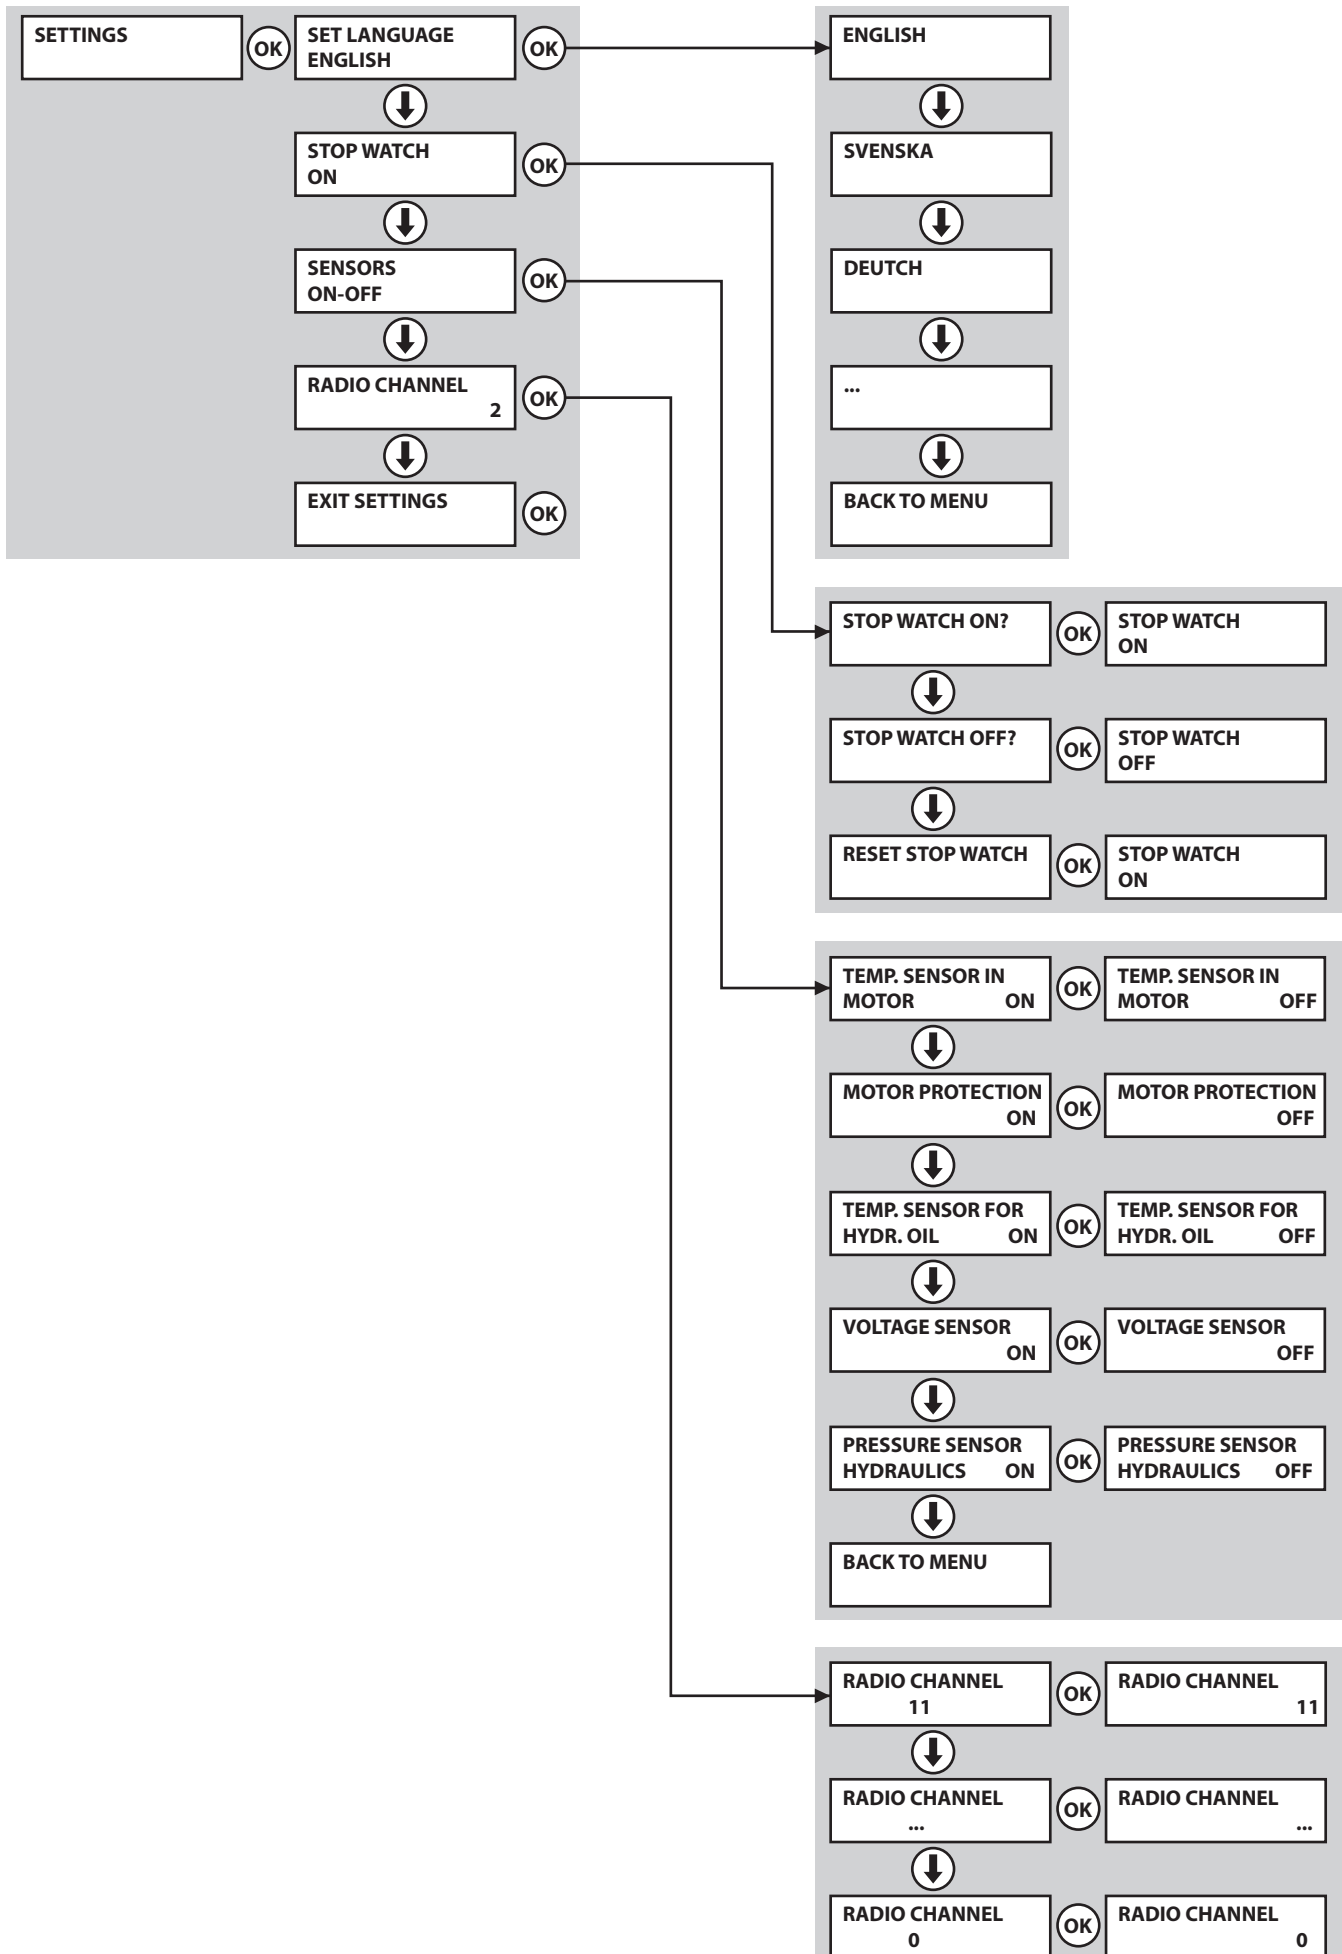 SETTINGS
OK
SET LANGUAGE
ENGLISH
OK
STOP WATCH
ON
OK
SENSORS
ON-OFF
OK
RADIO CHANNEL
2
OK
EXIT SETTINGS
OK
ENGLISH
SVENSKA
DEUTCH
...
BACK TO MENU
STOP WATCH ON?
OK
STOP WATCH
ON
STOP WATCH OFF?
OK
STOP WATCH
OFF
RESET STOP WATCH
OK
STOP WATCH
ON
TEMP. SENSOR IN
MOTOR ON
OK
TEMP. SENSOR IN
MOTOR OFF
MOTOR PROTECTION
ON
OK
MOTOR PROTECTION
OFF
TEMP. SENSOR FOR
HYDR. OIL ON
OK
TEMP. SENSOR FOR
HYDR. OIL OFF
VOLTAGE SENSOR
ON
OK
VOLTAGE SENSOR
OFF
PRESSURE SENSOR
HYDRAULICS ON
OK
PRESSURE SENSOR
HYDRAULICS OFF
BACK TO MENU
RADIO CHANNEL
11
OK
RADIO CHANNEL
11
RADIO CHANNEL
...
OK
RADIO CHANNEL
...
RADIO CHANNEL
0
OK
RADIO CHANNEL
0